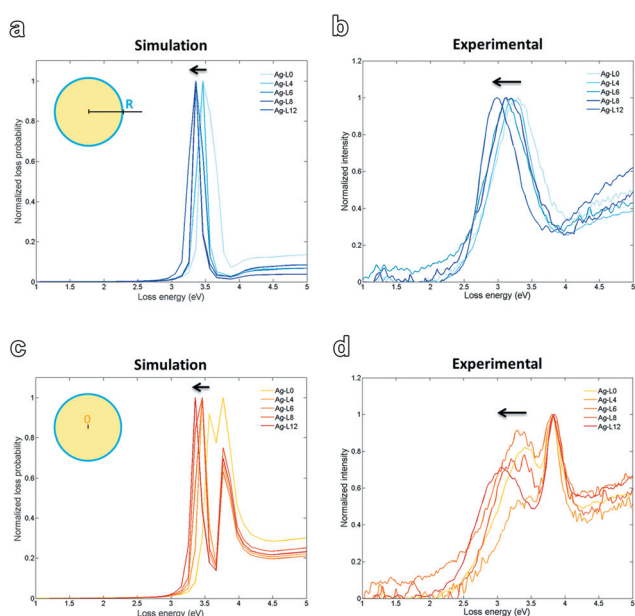 a
Simulation
Normalized loss probability
1
0.8
0.6
0.4
0.2
0
1 1.5 2 2.5 3 3.5 4 4.5 5
Loss energy (eV)
R
Ag-L0
Ag-L4
Ag-L6
Ag-L8
Ag-L12
b
Experimental
Normalized intensity
1.2
1
0.8
0.6
0.4
0.2
0
1 1.5 2 2.5 3 3.5 4 4.5 5
Loss energy (eV)
Ag-L0
Ag-L4
Ag-L6
Ag-L8
Ag-L12
c
Simulation
Normalized loss probability
1
0.8
0.6
0.4
0.2
0
1 1.5 2 2.5 3 3.5 4 4.5 5
Loss energy (eV)
O
Ag-L0
Ag-L4
Ag-L6
Ag-L8
Ag-L12
d
Experimental
Normalized intensity
1.2
1
0.8
0.6
0.4
0.2
0
1 1.5 2 2.5 3 3.5 4 4.5 5
Loss energy (eV)
Ag-L0
Ag-L4
Ag-L6
Ag-L8
Ag-L12